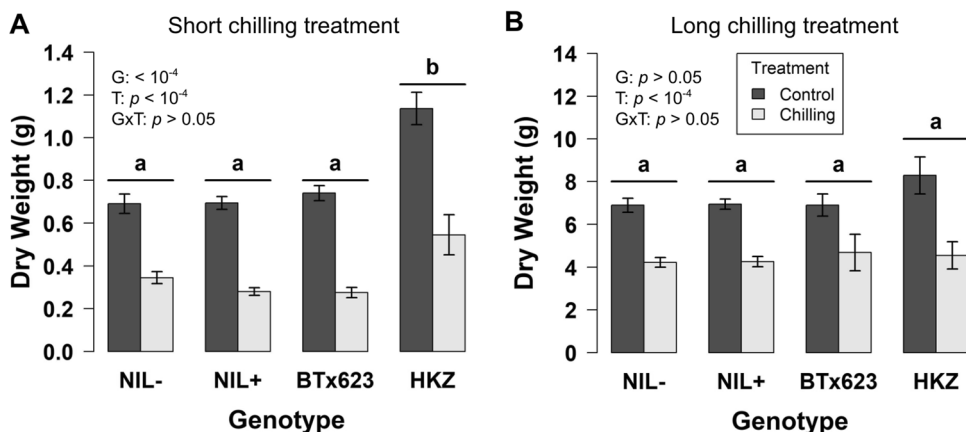 A
Short chilling treatment
Dry Weight (g)
1.4
1.2
1.0
0.8
0.6
0.4
0.2
0.0
G: < 10⁻⁴
T: p < 10⁻⁴
GxT: p > 0.05
a
a
a
b
NIL-
NIL+
BTx623
HKZ
Genotype
B
Long chilling treatment
Dry Weight (g)
14
12
10
8
6
4
2
0
G: p > 0.05
T: p < 10⁻⁴
GxT: p > 0.05
Treatment
Control
Chilling
a
a
a
a
NIL-
NIL+
BTx623
HKZ
Genotype